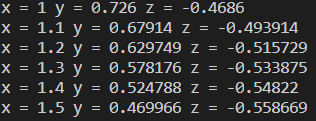 x = 1 y = 0.726 z = -0.4686
x = 1.1 y = 0.67914 z = -0.493914
x = 1.2 y = 0.629749 z = -0.515729
x = 1.3 y = 0.578176 z = -0.533875
x = 1.4 y = 0.524788 z = -0.54822
x = 1.5 y = 0.469966 z = -0.558669